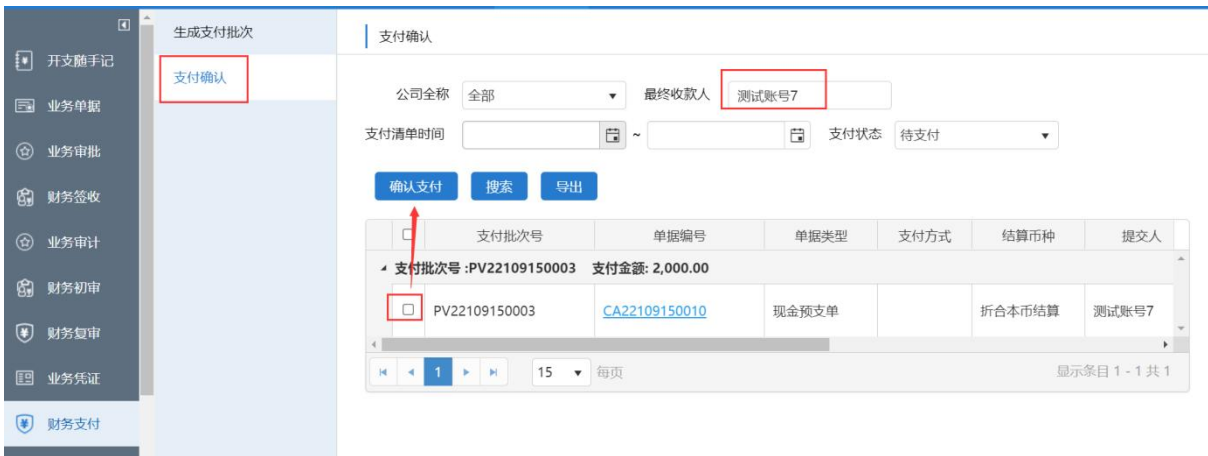 开支随手记
业务单据
业务审批
财务签收
业务审计
财务初审
财务复审
业务凭证
财务支付
生成支付批次
支付确认
支付确认
公司全称 全部 最终收款人 测试账号7
支付清单时间 ~ 支付状态 待支付
确认支付 搜索 导出
支付批次号 单据编号 单据类型 支付方式 结算币种 提交人
支付批次号 :PV22109150003 支付金额: 2,000.00
PV22109150003 CA22109150010 现金预支单 折合本币结算 测试账号7
1 15 每页 显示条目 1 - 1 共 1